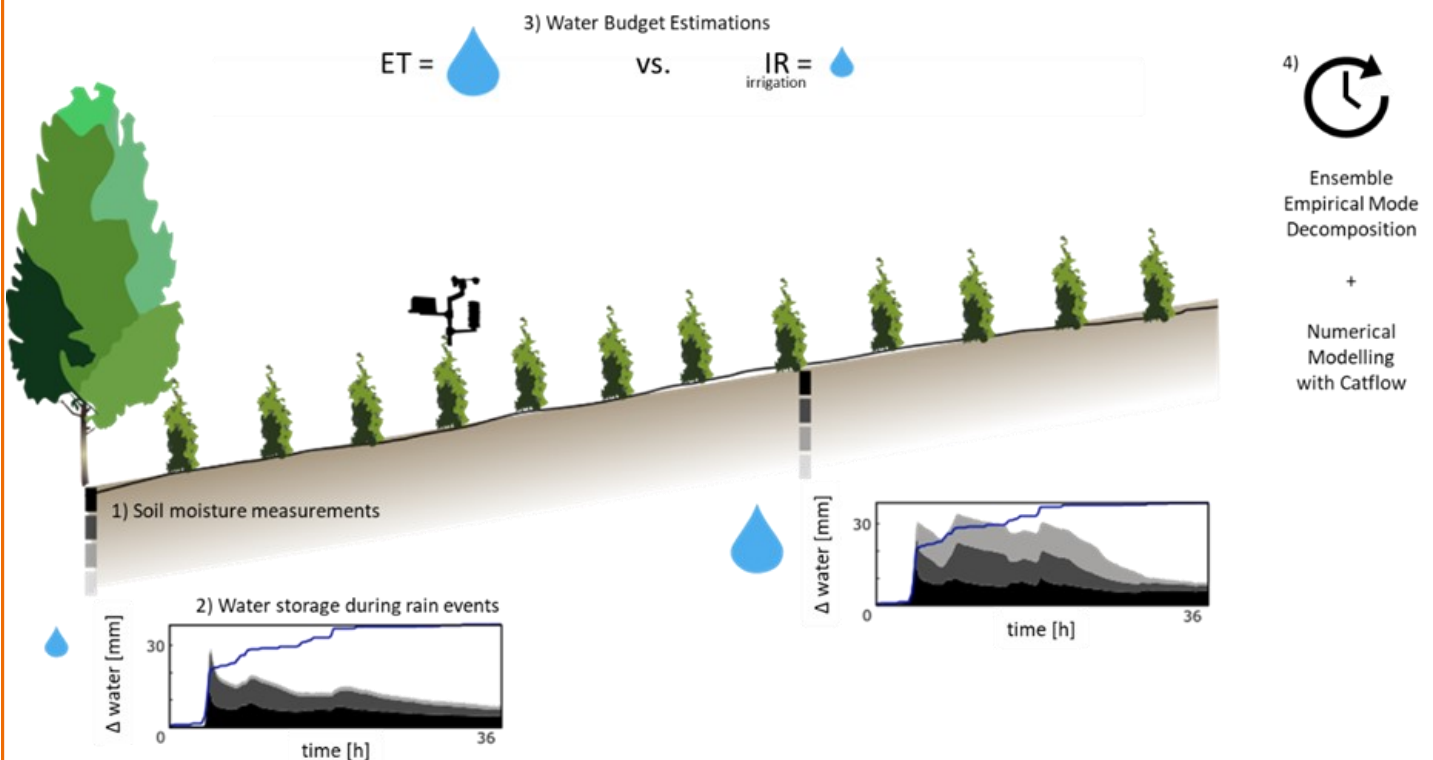 3) Water Budget Estimations
ET =
vs.
IR =
irrigation
4)
Ensemble
Empirical Mode
Decomposition
+
Numerical
Modelling
with Catflow
1) Soil moisture measurements
2) Water storage during rain events
Δ water [mm]
30
0
36
time [h]
Δ water [mm]
30
0
36
time [h]